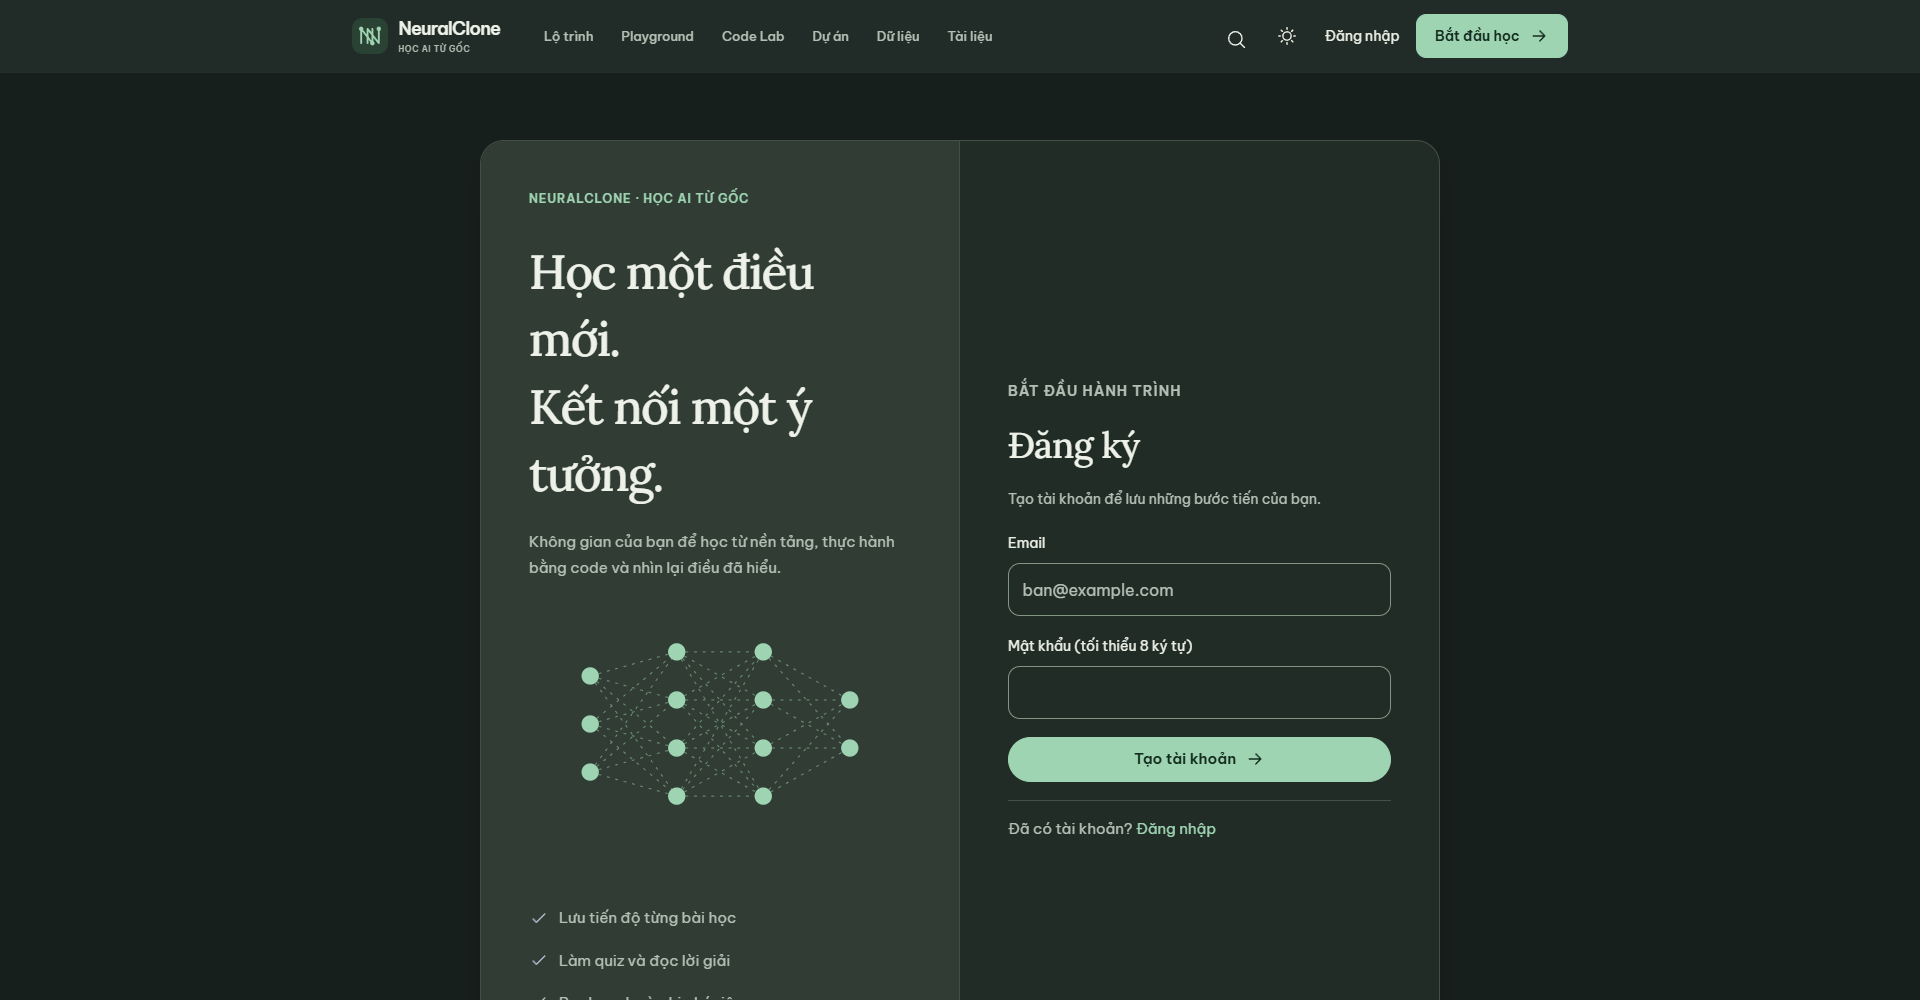 NeuralClone
HỌC AI TỪ GỐC
Lộ trình
Playground
Code Lab
Dự án
Dữ liệu
Tài liệu
Đăng nhập
Bắt đầu học
NEURALCLONE · HỌC AI TỪ GỐC
Học một điều
mới.
Kết nối một ý
tưởng.
Không gian của bạn để học từ nền tảng, thực hành
bằng code và nhìn lại điều đã hiểu.
Lưu tiến độ từng bài học
Làm quiz và đọc lời giải
BẮT ĐẦU HÀNH TRÌNH
Đăng ký
Tạo tài khoản để lưu những bước tiến của bạn.
Email
ban@example.com
Mật khẩu (tối thiểu 8 ký tự)
Tạo tài khoản
Đã có tài khoản? Đăng nhập